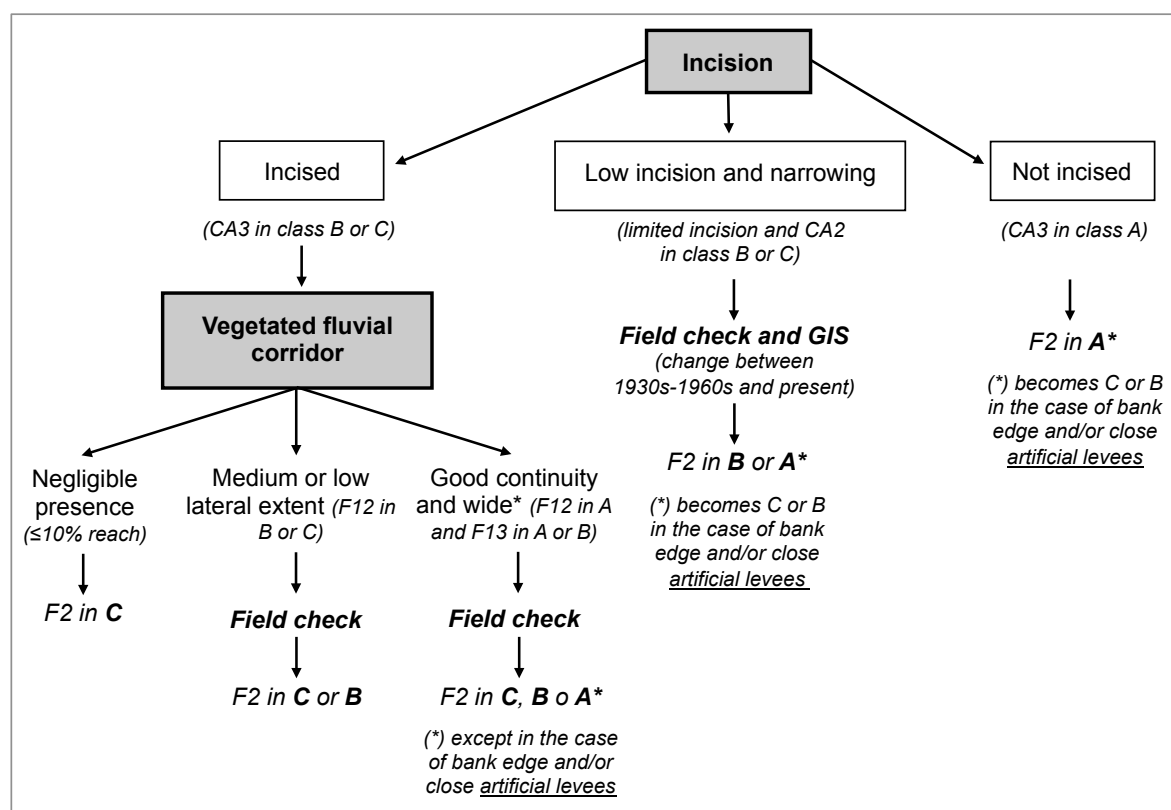 Incision
Incised
Low incision and narrowing
Not incised
(CA3 in class B or C)
(limited incision and CA2
in class B or C)
(CA3 in class A)
Vegetated fluvial
corridor
Field check and GIS
(change between
1930s-1960s and present)
F2 in A*
(*) becomes C or B
in the case of bank
edge and/or close
artificial levees
F2 in B or A*
(*) becomes C or B
in the case of bank
edge and/or close
artificial levees
Negligible
presence
(≤10% reach)
Medium or low
lateral extent (F12 in
B or C)
Good continuity
and wide* (F12 in A
and F13 in A or B)
F2 in C
Field check
Field check
F2 in C or B
F2 in C, B o A*
(*) except in the case
of bank edge and/or
close artificial levees